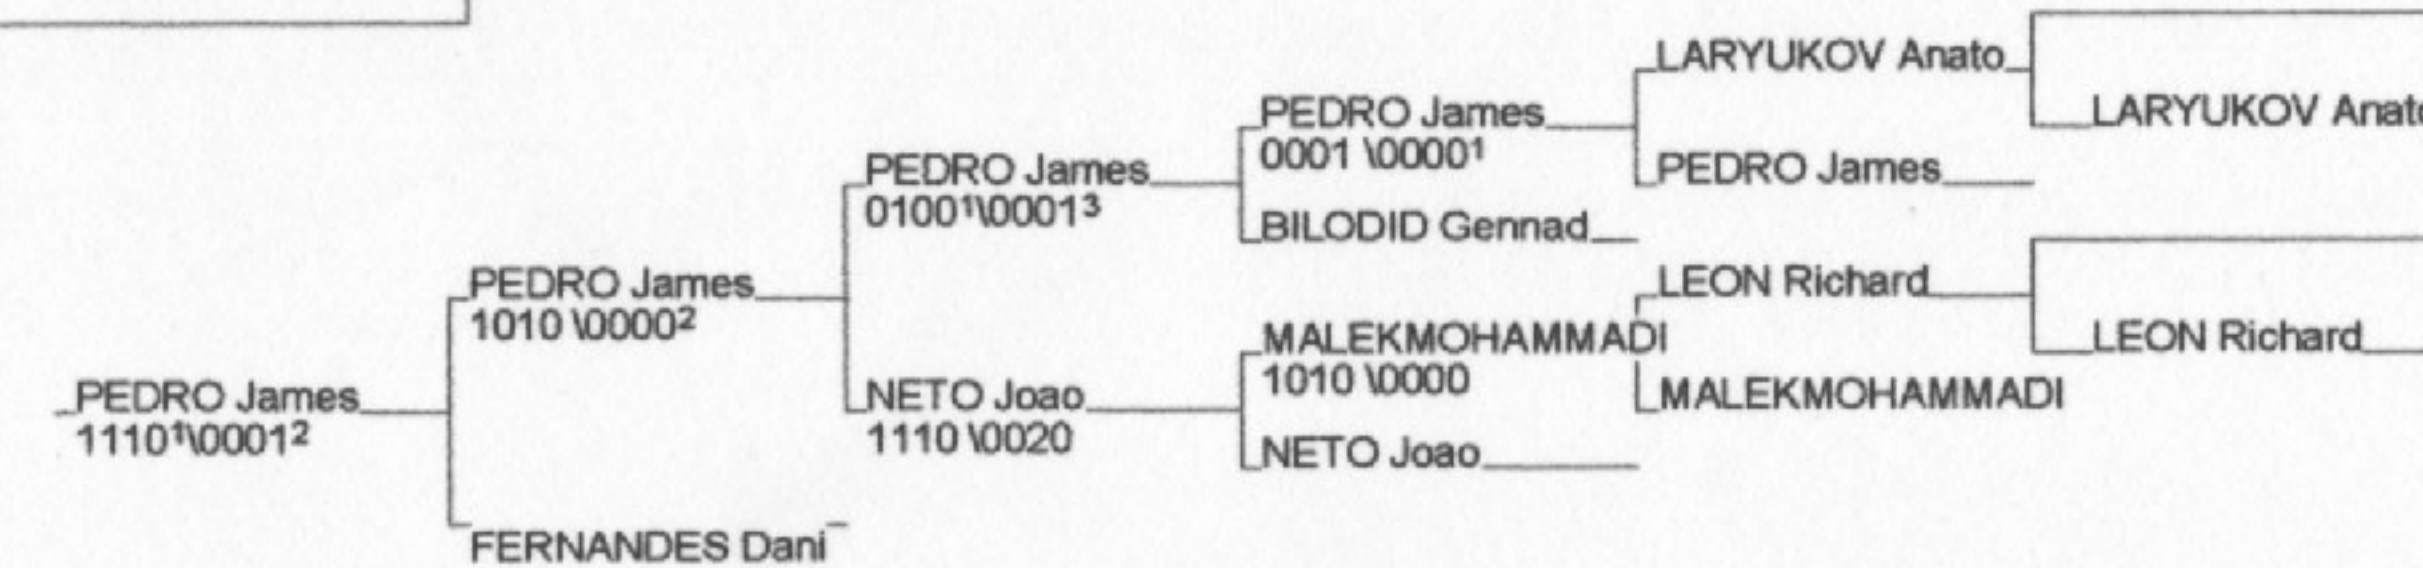 LARYUKOV Anato
PEDRO James
0001 \0000¹
LARYUKOV Anato
PEDRO James
0100¹\0001³
PEDRO James
BILODID Gennad
PEDRO James
1010 \0000²
LEON Richard
MALEKMOHAMMADI
1010 \0000
LEON Richard
PEDRO James
1110¹\0001²
NETO Joao
1110 \0020
MALEKMOHAMMADI
NETO Joao
FERNANDES Dani